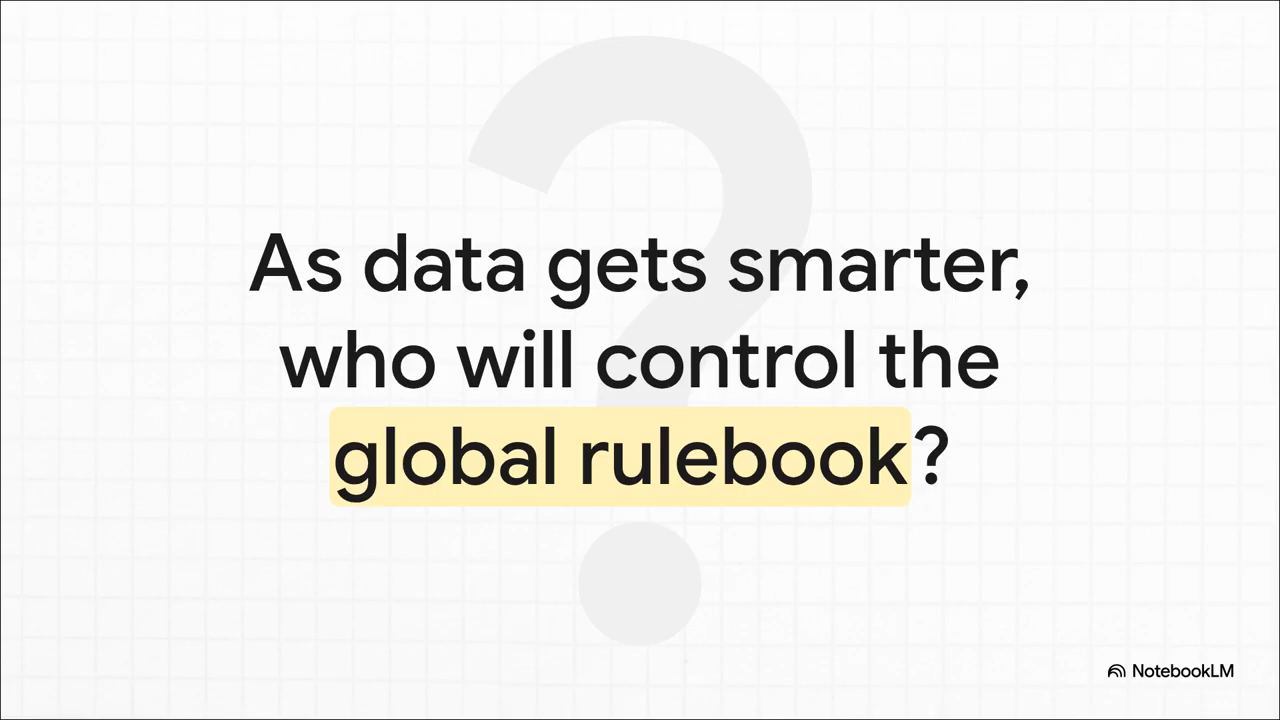 As data gets smarter,
who will control the
global rulebook?
NotebookLM